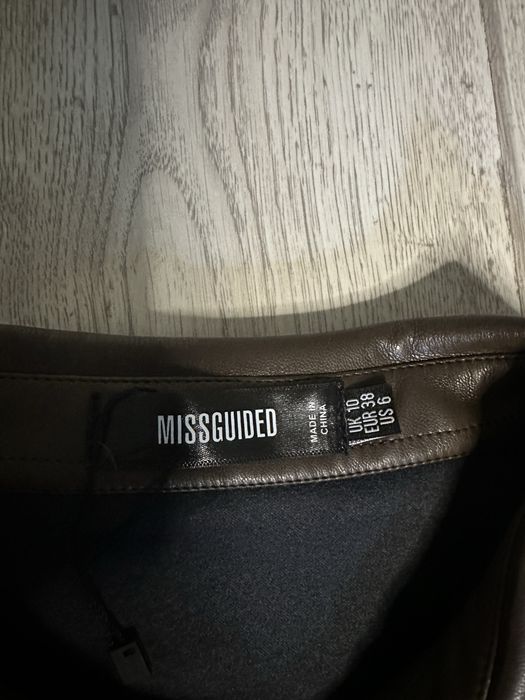 MISSGUIDED
MADE IN
CHINA
UK 10
EUR 38
US 6